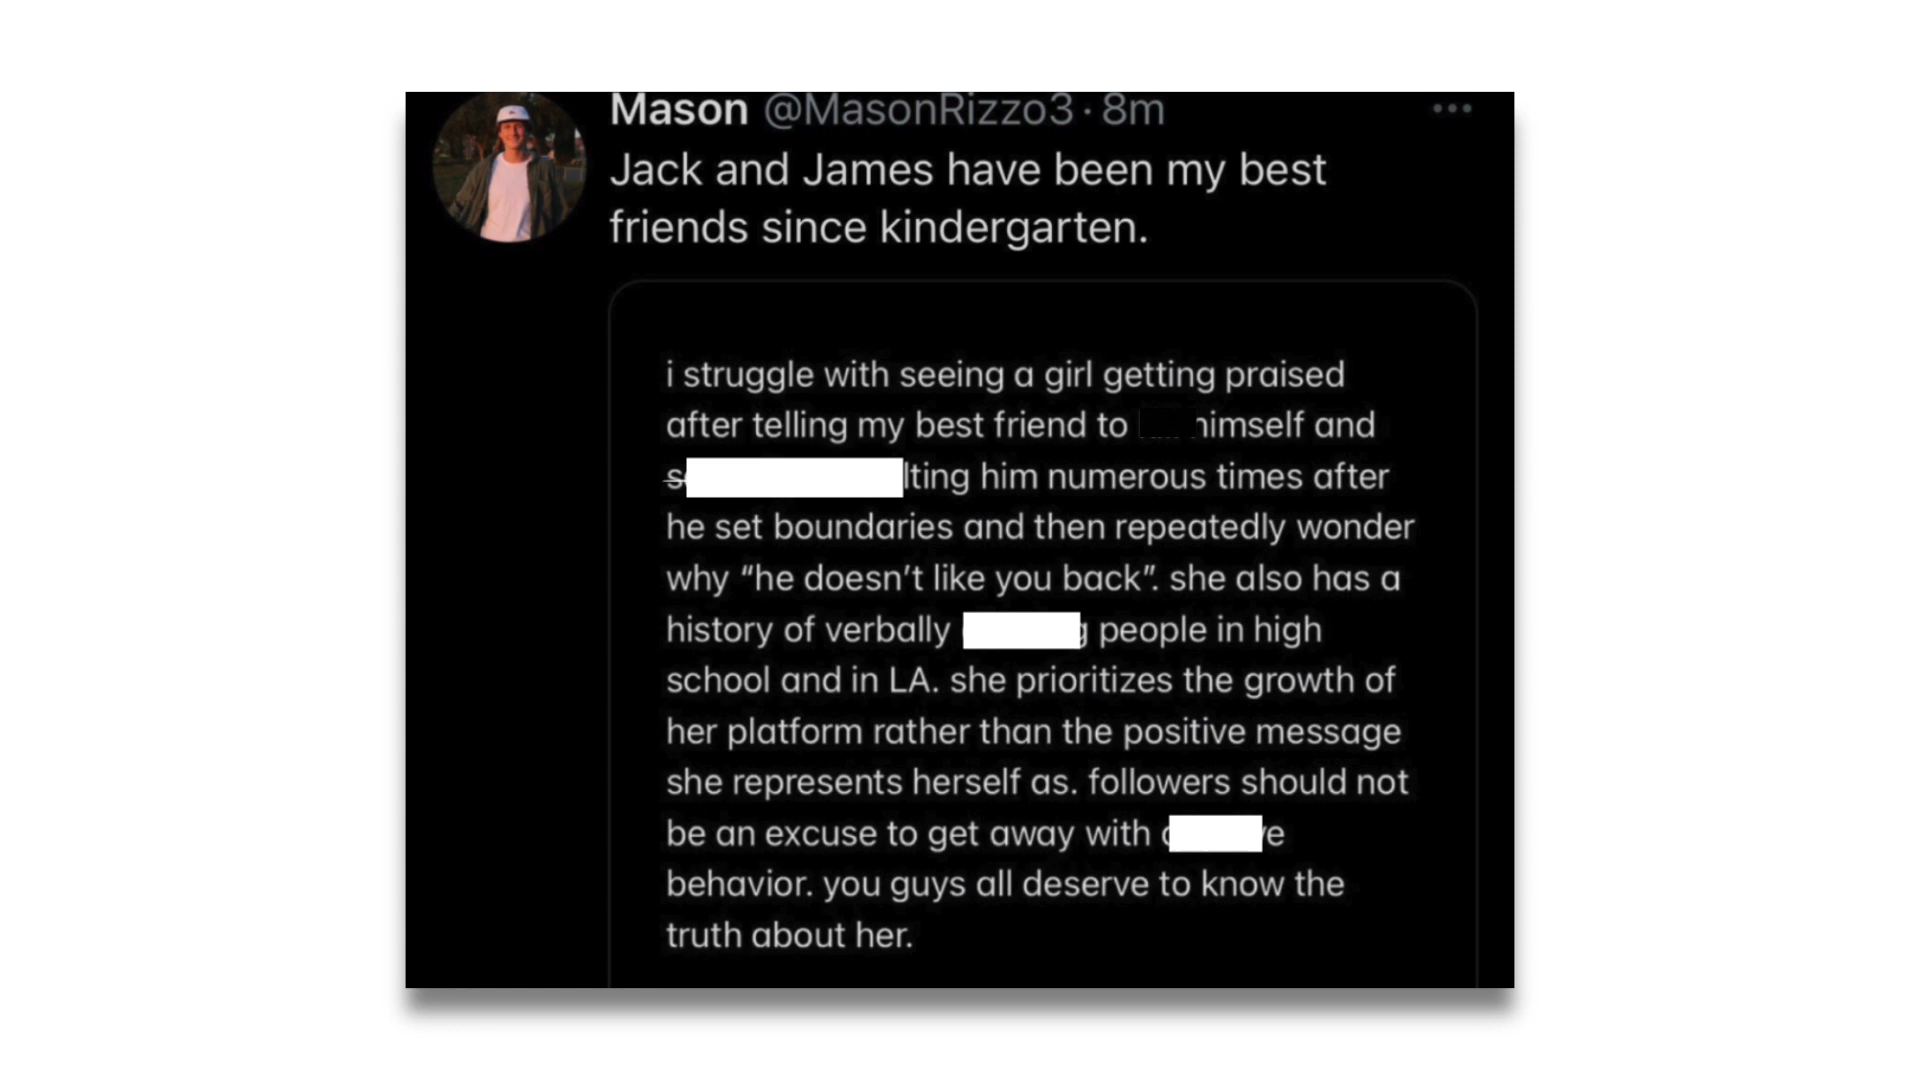 Mason @MasonRizzo3 · 8m
Jack and James have been my best
friends since kindergarten.
i struggle with seeing a girl getting praised
after telling my best friend to himself and
him numerous times after
he set boundaries and then repeatedly wonder
why “he doesn’t like you back”. she also has a
history of verbally people in high
school and in LA. she prioritizes the growth of
her platform rather than the positive message
she represents herself as. followers should not
be an excuse to get away with
behavior. you guys all deserve to know the
truth about her.